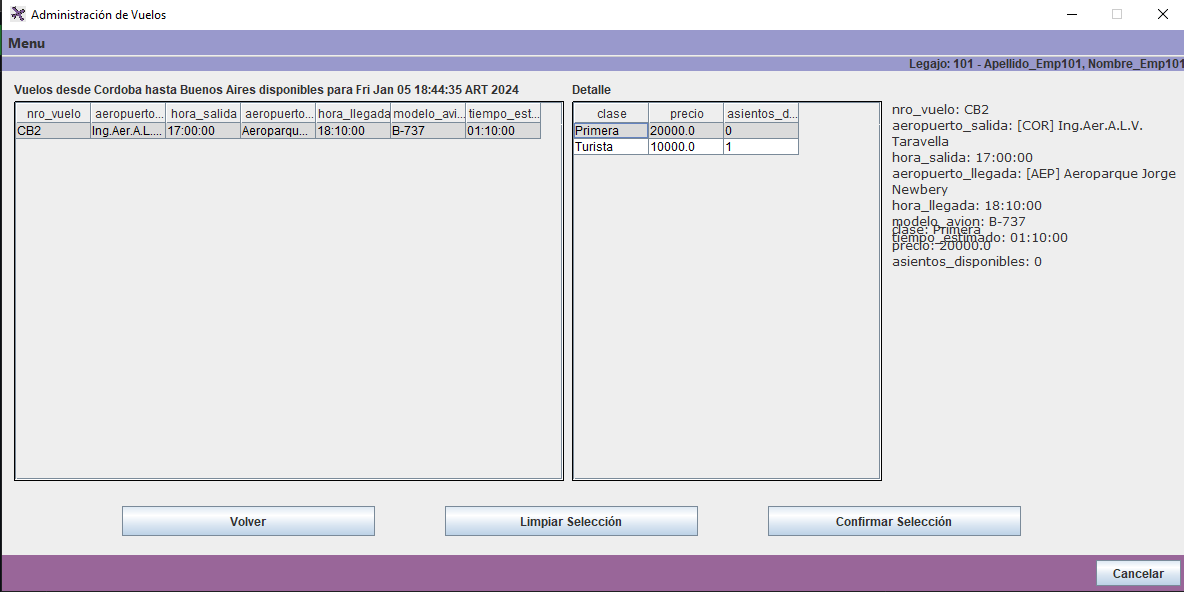 Administración de Vuelos
Menu
Legajo: 101 - Apellido_Emp101, Nombre_Emp101
Vuelos desde Cordoba hasta Buenos Aires disponibles para Fri Jan 05 18:44:35 ART 2024
nro_vuelo aeropuerto... hora_salida aeropuerto... hora_llegada modelo_avi... tiempo_est...
CB2 Ing.Aer.A.L.... 17:00:00 Aeroparqu... 18:10:00 B-737 01:10:00
Detalle
clase precio asientos_d...
Primera 20000.0 0
Turista 10000.0 1
nro_vuelo: CB2
aeropuerto_salida: [COR] Ing.Aer.A.L.V.
Taravella
hora_salida: 17:00:00
aeropuerto_llegada: [AEP] Aeroparque Jorge
Newbery
hora_llegada: 18:10:00
modelo_avion: B-737
clase: Primera
tiempo_estimado: 01:10:00
precio: 20000.0
asientos_disponibles: 0
Volver
Limpiar Selección
Confirmar Selección
Cancelar